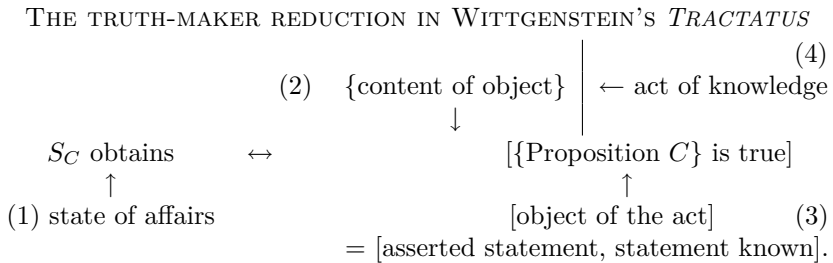 THE TRUTH-MAKER REDUCTION IN WITTGENSTEIN'S TRACTATUS
(4)
(2) {content of object} ← act of knowledge
↓
S_C obtains ↔ [{Proposition C} is true]
↑ ↑
(1) state of affairs [object of the act] (3)
= [asserted statement, statement known].